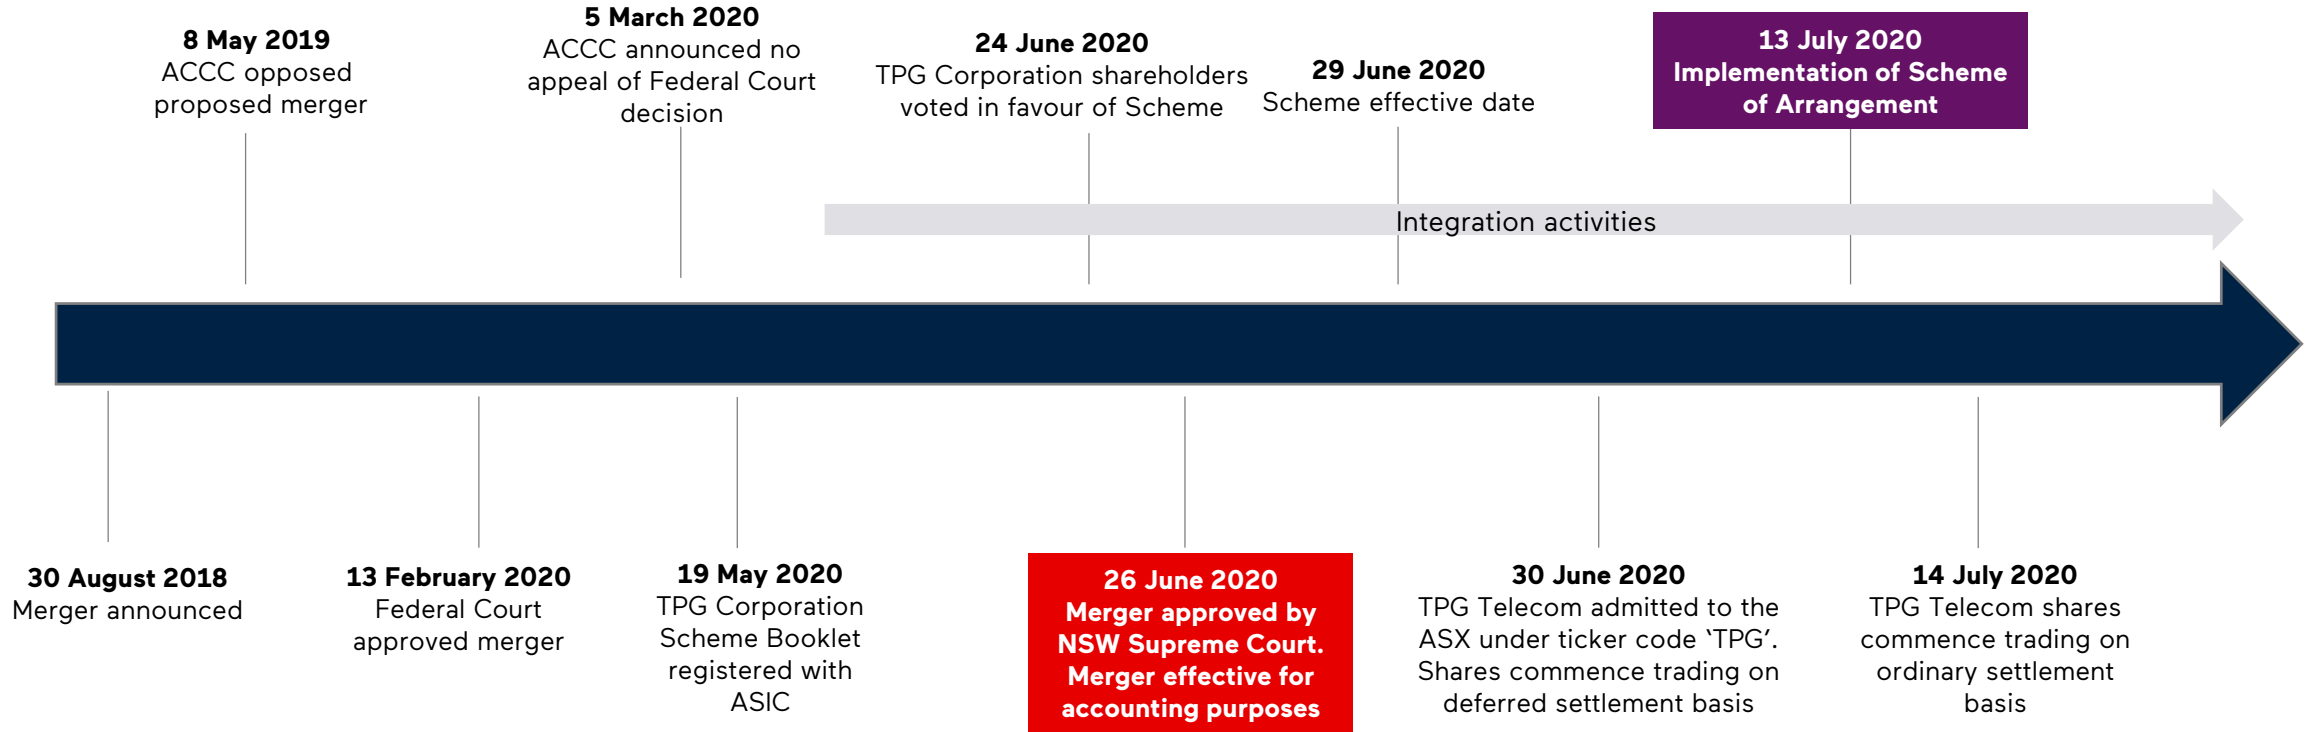 8 May 2019
ACCC opposed
proposed merger
5 March 2020
ACCC announced no
appeal of Federal Court
decision
24 June 2020
TPG Corporation shareholders
voted in favour of Scheme
29 June 2020
Scheme effective date
13 July 2020
Implementation of Scheme
of Arrangement
Integration activities
30 August 2018
Merger announced
13 February 2020
Federal Court
approved merger
19 May 2020
TPG Corporation
Scheme Booklet
registered with
ASIC
26 June 2020
Merger approved by
NSW Supreme Court.
Merger effective for
accounting purposes
30 June 2020
TPG Telecom admitted to the
ASX under ticker code ‘TPG’.
Shares commence trading on
deferred settlement basis
14 July 2020
TPG Telecom shares
commence trading on
ordinary settlement
basis